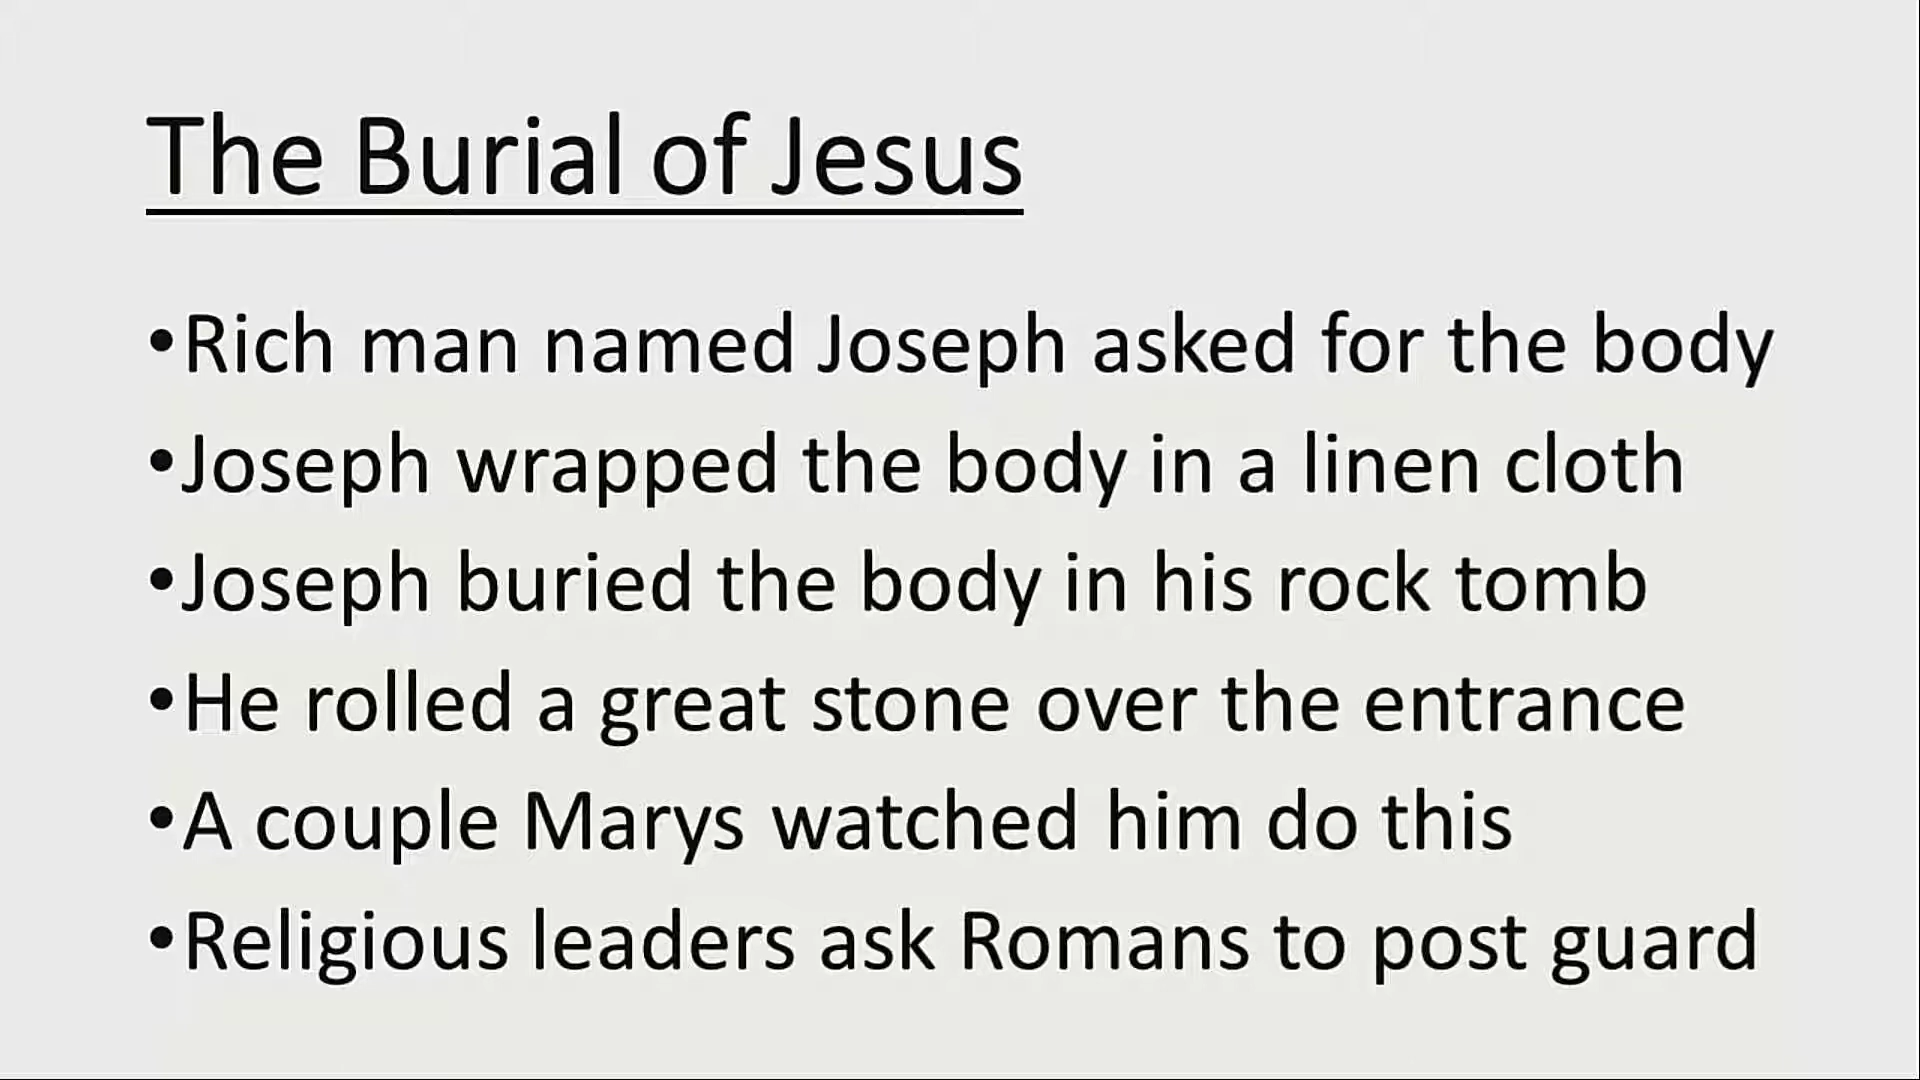 The Burial of Jesus
•Rich man named Joseph asked for the body
•Joseph wrapped the body in a linen cloth
•Joseph buried the body in his rock tomb
•He rolled a great stone over the entrance
•A couple Marys watched him do this
•Religious leaders ask Romans to post guard